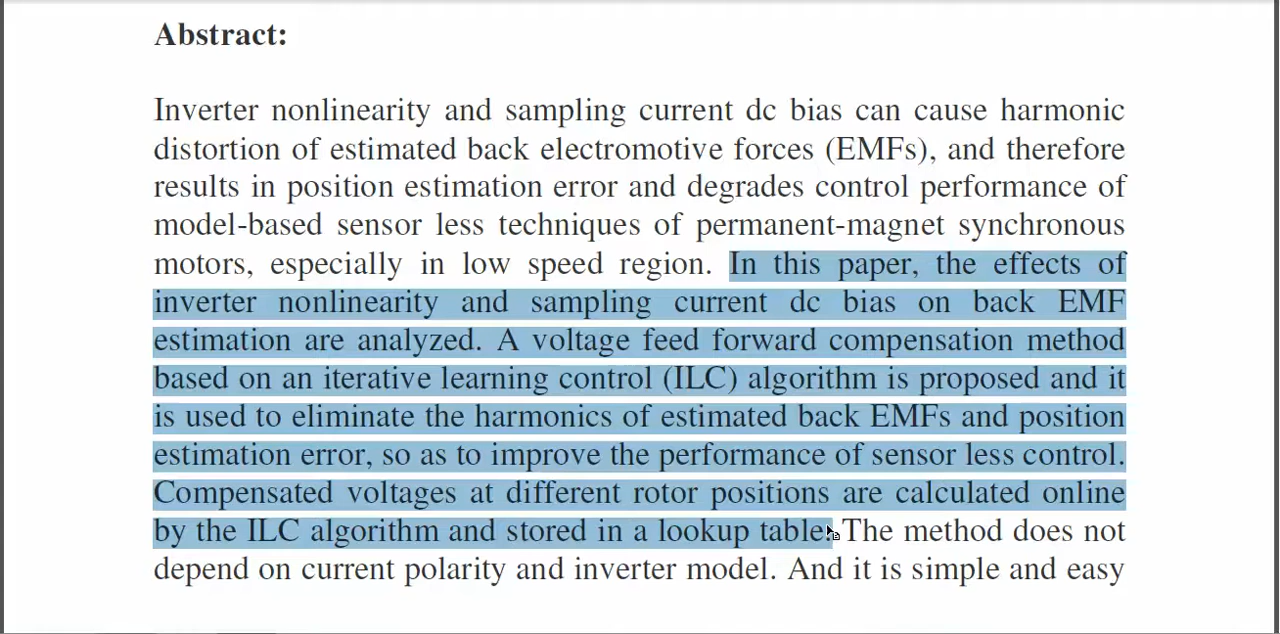 Abstract:
Inverter nonlinearity and sampling current dc bias can cause harmonic
distortion of estimated back electromotive forces (EMFs), and therefore
results in position estimation error and degrades control performance of
model-based sensor less techniques of permanent-magnet synchronous
motors, especially in low speed region. In this paper, the effects of
inverter nonlinearity and sampling current dc bias on back EMF
estimation are analyzed. A voltage feed forward compensation method
based on an iterative learning control (ILC) algorithm is proposed and it
is used to eliminate the harmonics of estimated back EMFs and position
estimation error, so as to improve the performance of sensor less control.
Compensated voltages at different rotor positions are calculated online
by the ILC algorithm and stored in a lookup table. The method does not
depend on current polarity and inverter model. And it is simple and easy